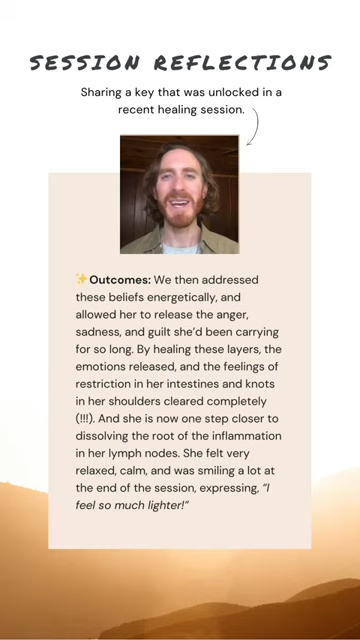 SESSION REFLECTIONS
Sharing a key that was unlocked in a
recent healing session.
✨Outcomes: We then addressed
these beliefs energetically, and
allowed her to release the anger,
sadness, and guilt she'd been carrying
for so long. By healing these layers, the
emotions released, and the feelings of
restriction in her intestines and knots
in her shoulders cleared completely
(!!!). And she is now one step closer to
dissolving the root of the inflammation
in her lymph nodes. She felt very
relaxed, calm, and was smiling a lot at
the end of the session, expressing, “I
feel so much lighter!”